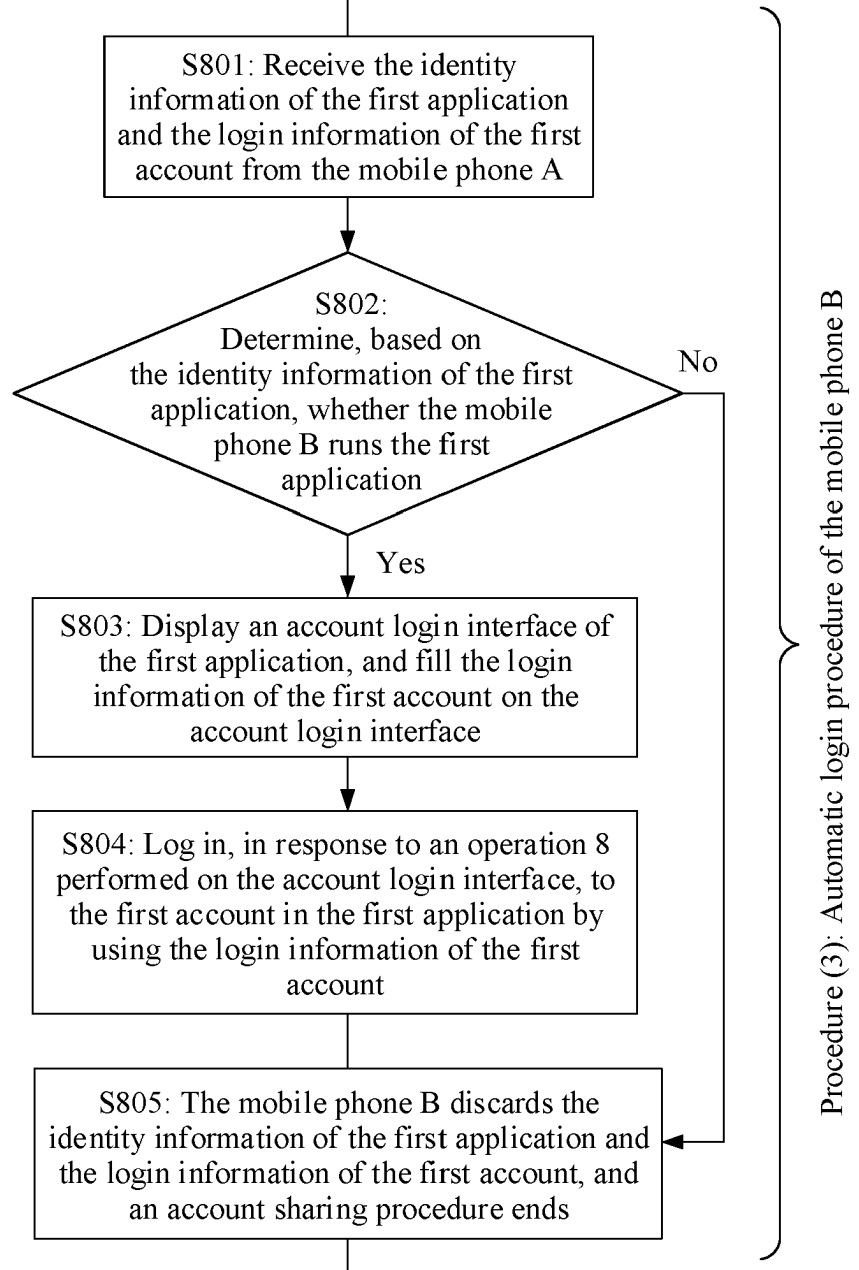 S801: Receive the identity
information of the first application
and the login information of the first
account from the mobile phone A
S802:
Determine, based on
the identity information of the first
application, whether the mobile
phone B runs the first
application
No
Yes
S803: Display an account login interface of
the first application, and fill the login
information of the first account on the
account login interface
S804: Log in, in response to an operation 8
performed on the account login interface, to
the first account in the first application by
using the login information of the first
account
S805: The mobile phone B discards the
identity information of the first application and
the login information of the first account, and
an account sharing procedure ends
Procedure (3): Automatic login procedure of the mobile phone B